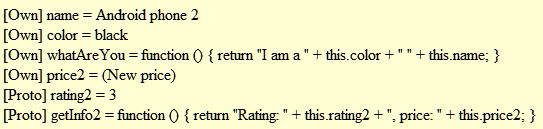 [Own] name = Android phone 2
[Own] color = black
[Own] whatAreYou = function () { return "I am a " + this.color + " " + this.name; }
[Own] price2 = (New price)
[Proto] rating2 = 3
[Proto] getInfo2 = function () { return "Rating: " + this.rating2 + ", price: " + this.price2; }